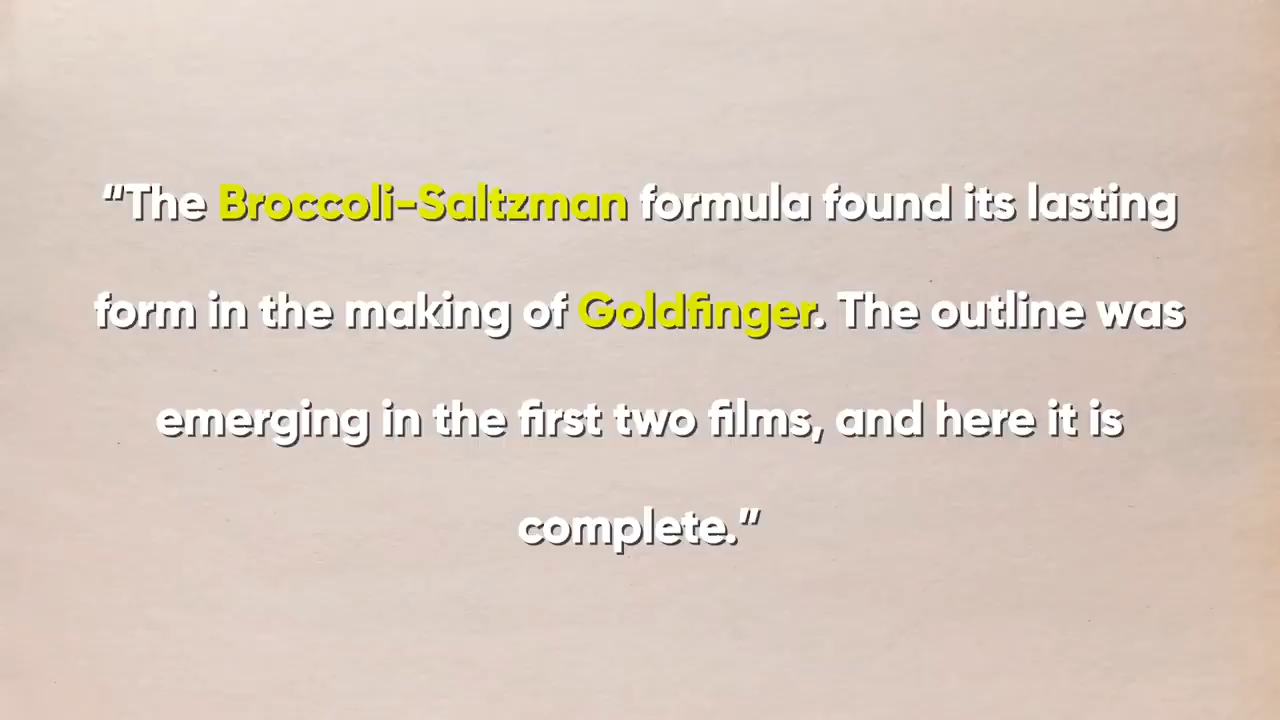 "The Broccoli-Saltzman formula found its lasting
form in the making of Goldfinger. The outline was
emerging in the first two films, and here it is
complete."